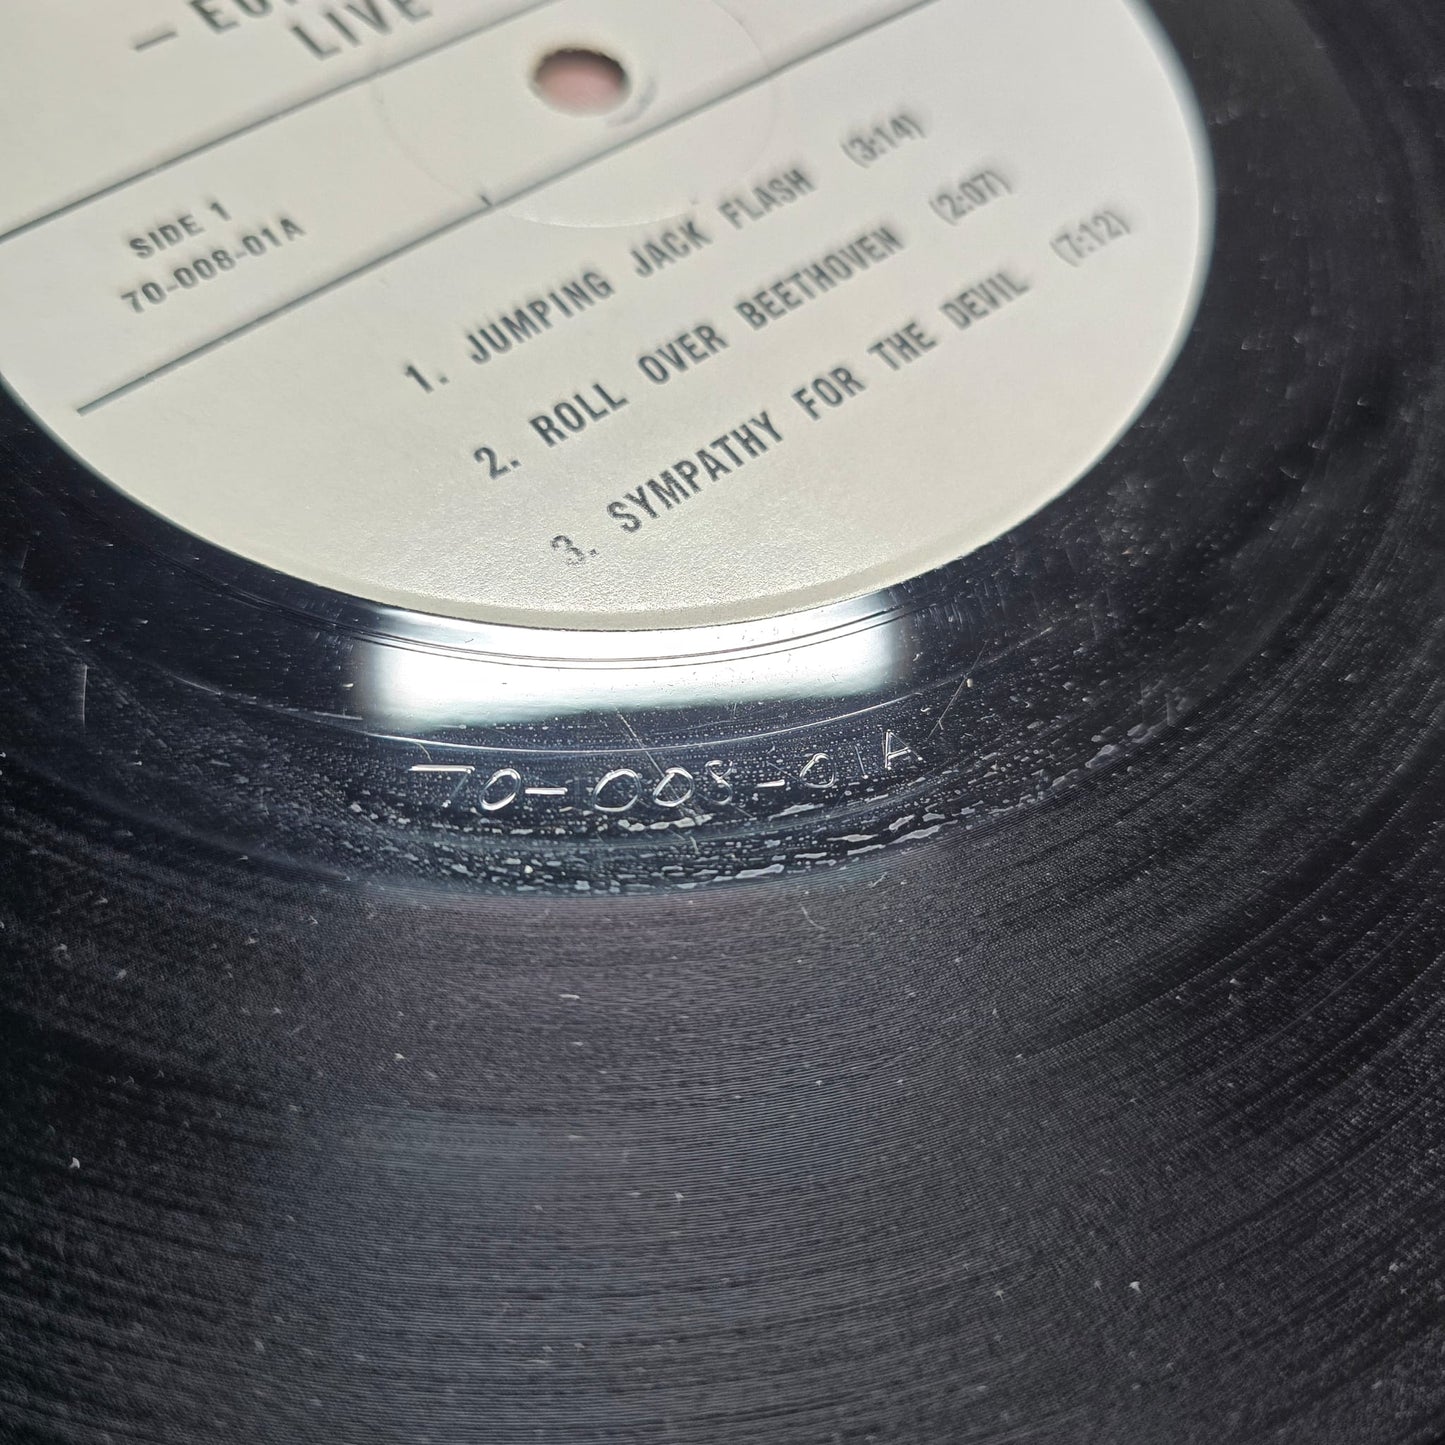 LIVE
SIDE 1
70-008-01A
1. JUMPING JACK FLASH (3:14)
2. ROLL OVER BEETHOVEN (2:07)
3. SYMPATHY FOR THE DEVIL (7:12)
70-008-01A